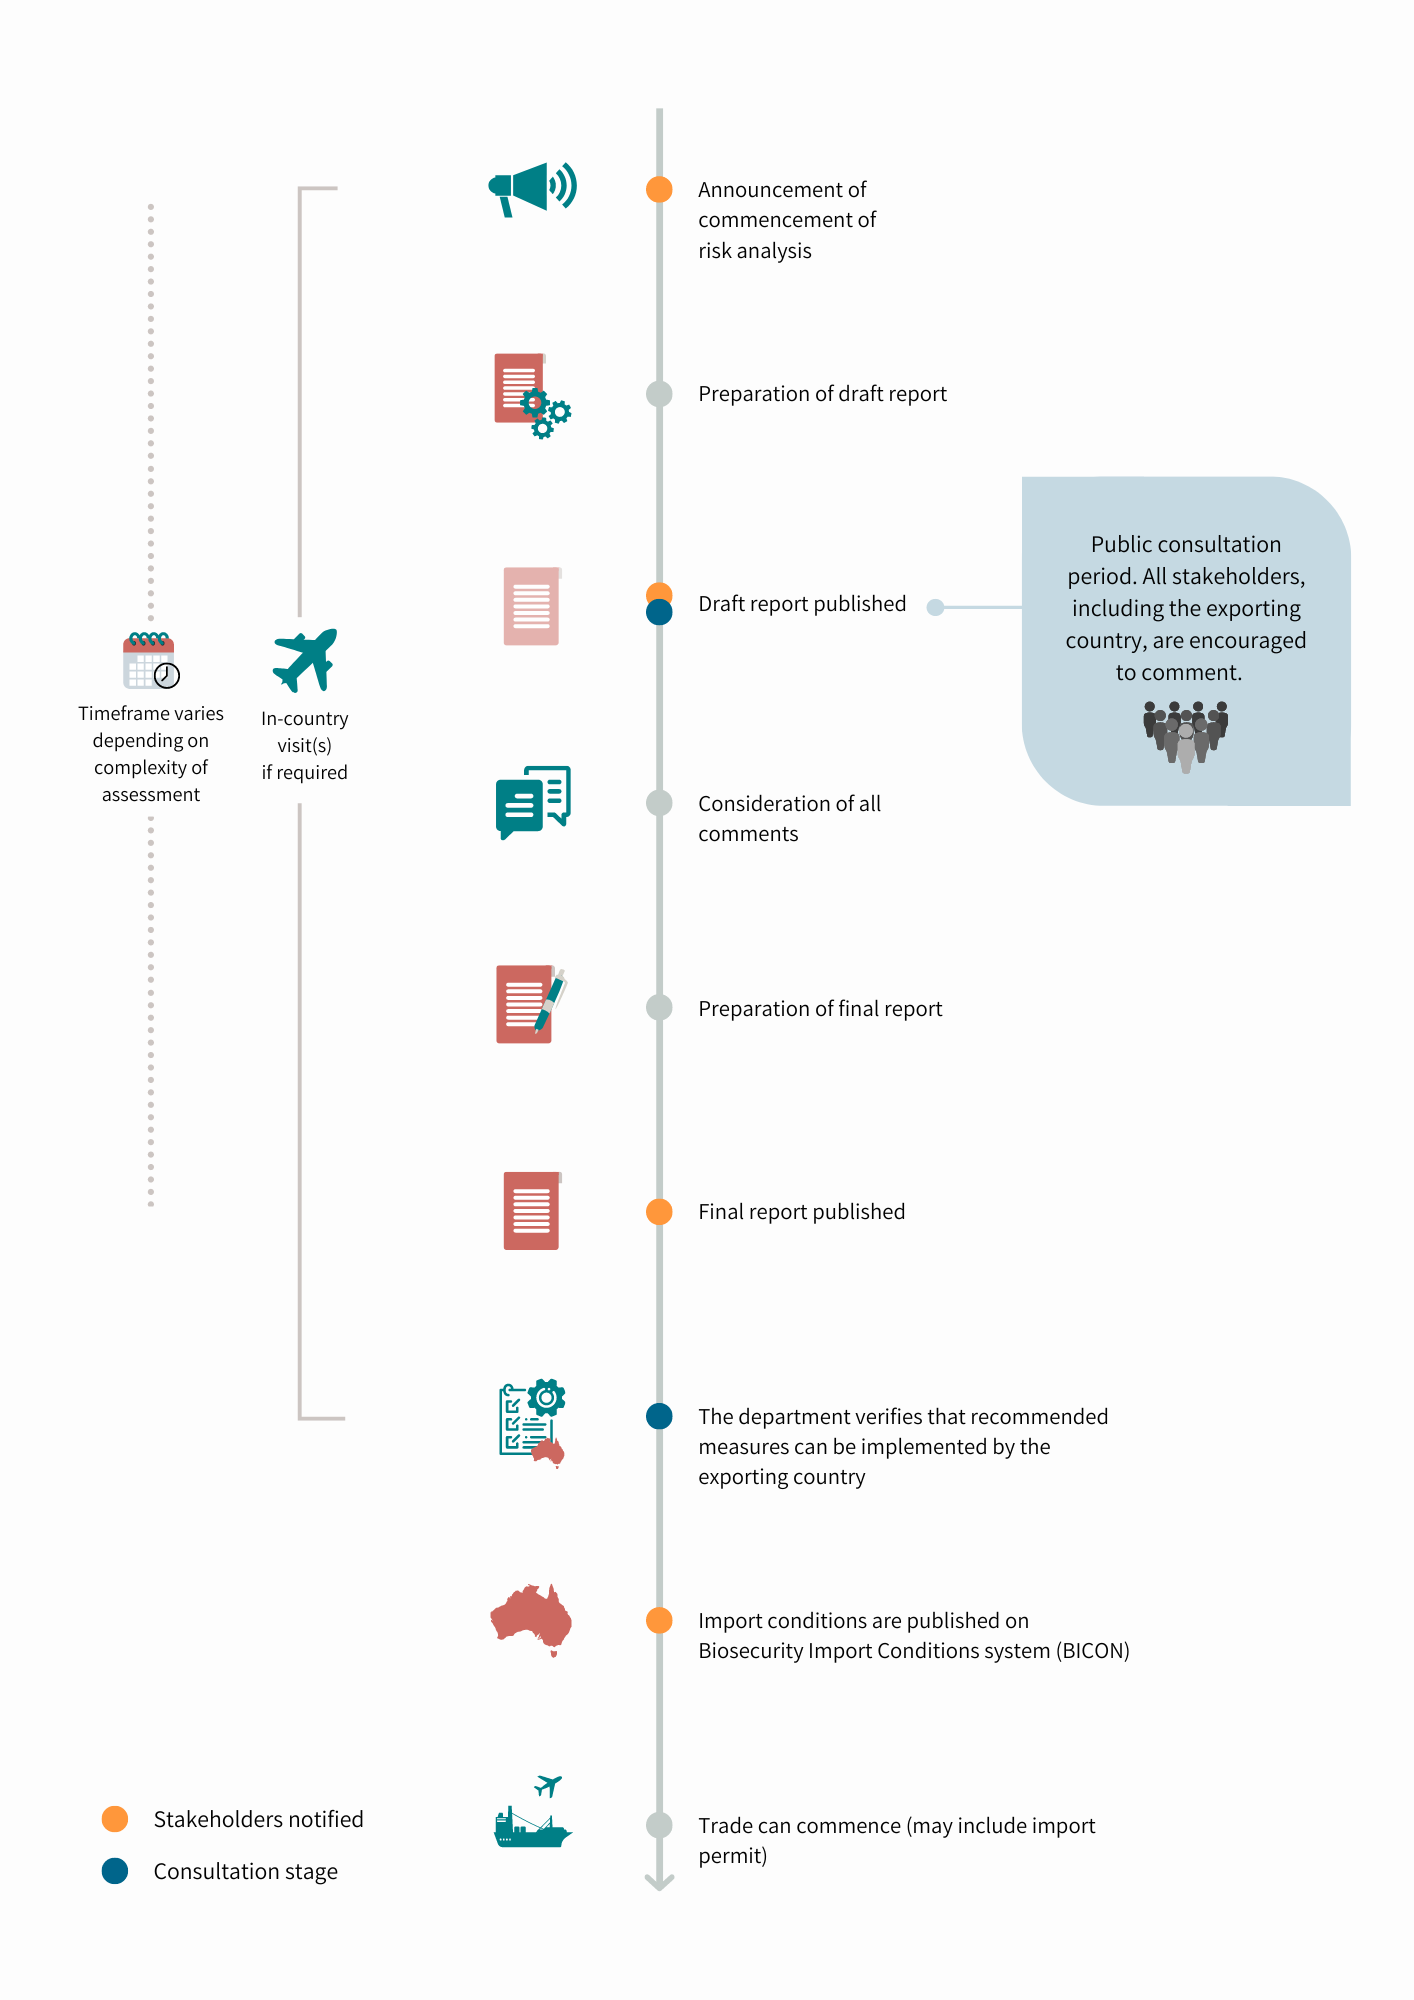 Announcement of
commencement of
risk analysis
Preparation of draft report
Draft report published
Public consultation
period. All stakeholders,
including the exporting
country, are encouraged
to comment.
Timeframe varies
depending on
complexity of
assessment
In-country
visit(s)
if required
Consideration of all
comments
Preparation of final report
Final report published
The department verifies that recommended
measures can be implemented by the
exporting country
Import conditions are published on
Biosecurity Import Conditions system (BICON)
Trade can commence (may include import
permit)
Stakeholders notified
Consultation stage